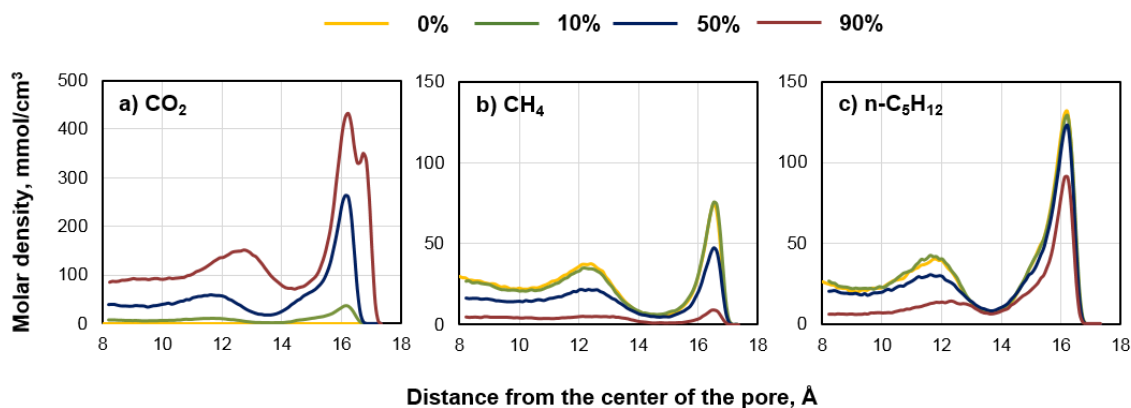 0% 10% 50% 90%
a) CO₂ b) CH₄ c) n-C₅H₁₂
Molar density, mmol/cm³
500
400
300
200
100
0
8 10 12 14 16 18
150
100
50
0
8 10 12 14 16 18
150
100
50
0
8 10 12 14 16 18
Distance from the center of the pore, Å